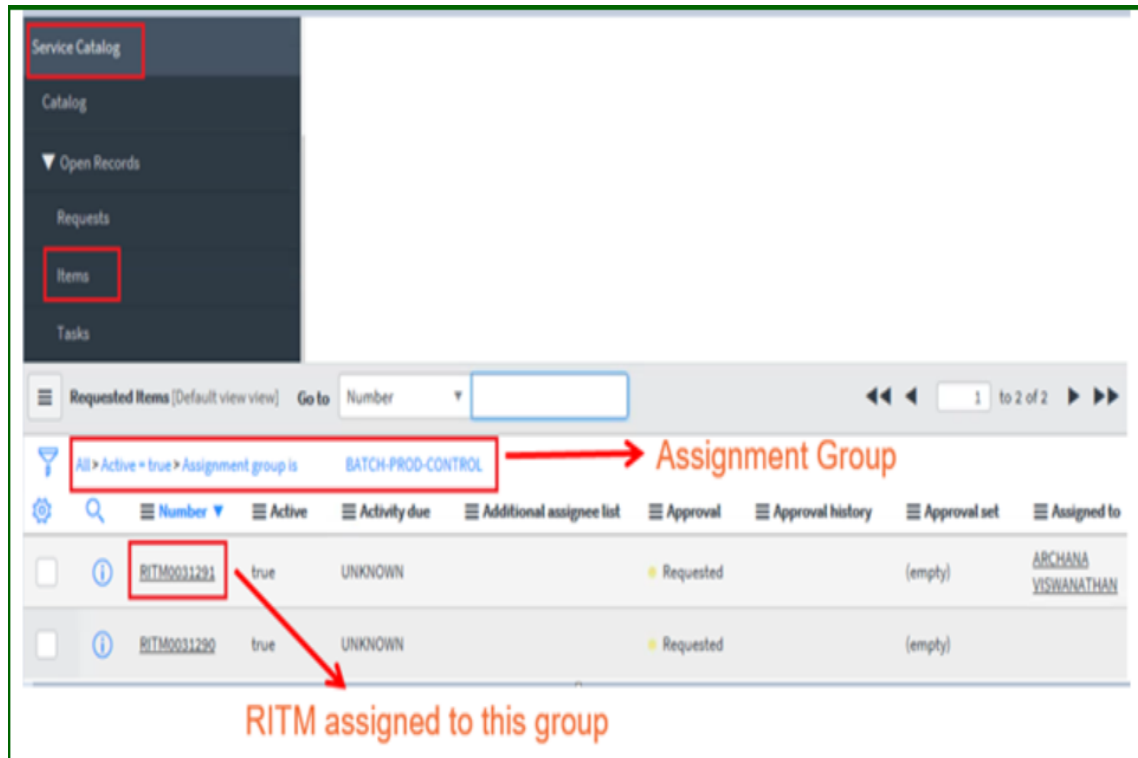 Service Catalog
Catalog
▼ Open Records
Requests
Items
Tasks
Requested Items [Default view view] Go to Number 1 to 2 of 2
All > Active = true > Assignment group is BATCH-PROD-CONTROL Assignment Group
Number ▼ Active Activity due Additional assignee list Approval Approval history Approval set Assigned to
RITM0031291 true UNKNOWN Requested (empty) ARCHANA
VISWANATHAN
RITM0031290 true UNKNOWN Requested (empty)
RITM assigned to this group